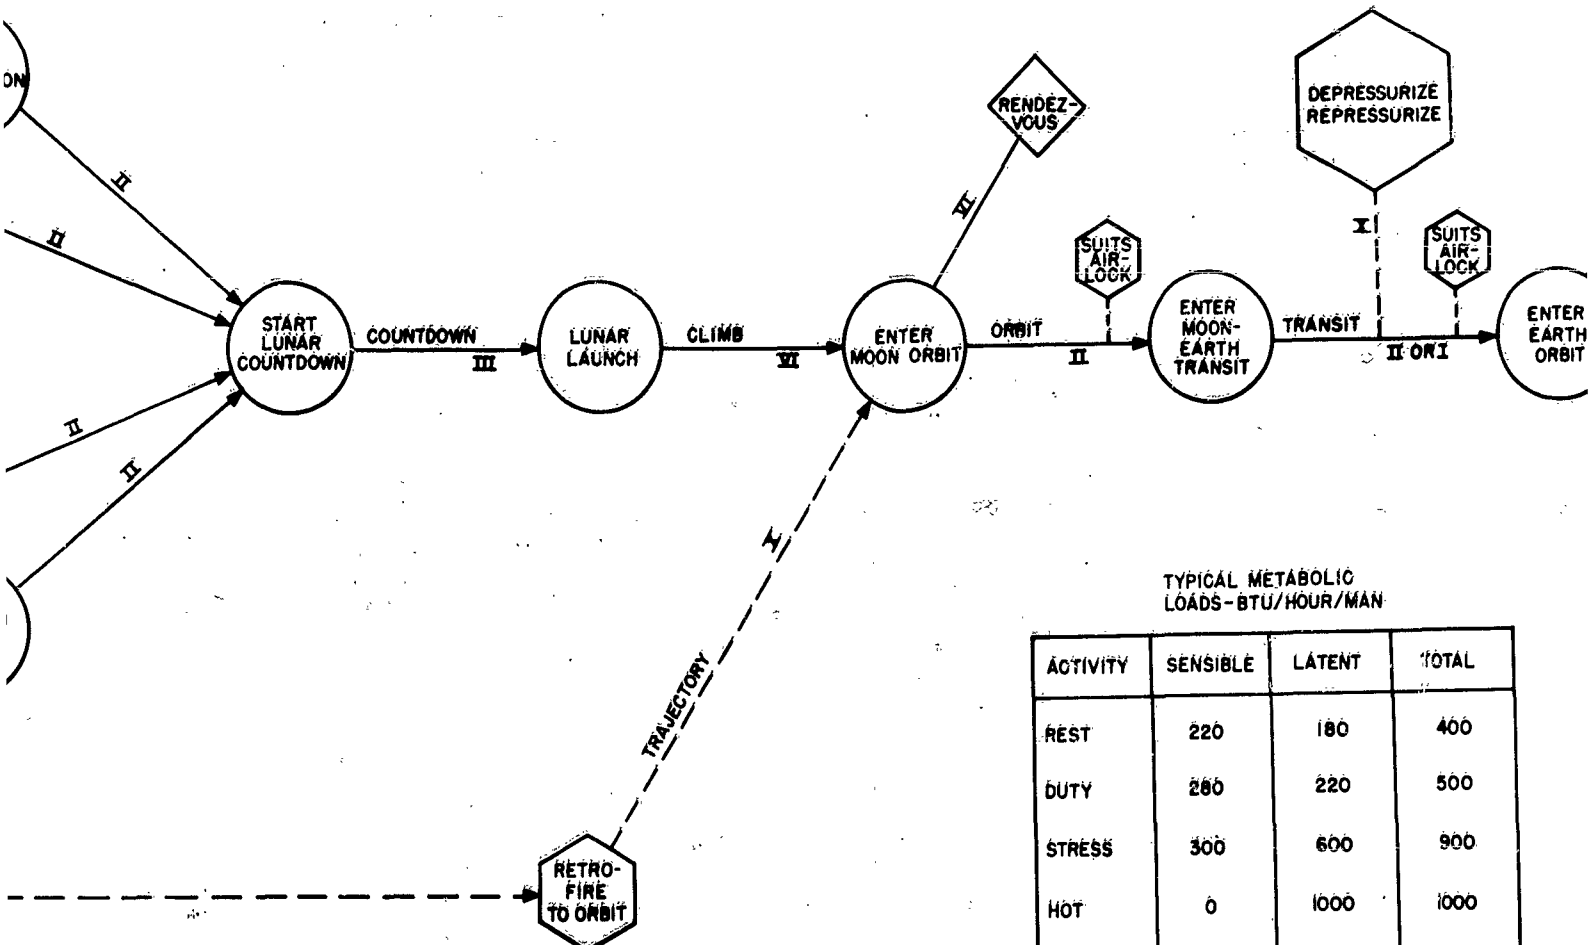 ON
II
II
II
II
START
LUNAR
COUNTDOWN
COUNTDOWN
III
LUNAR
LAUNCH
CLIMB
VI
ENTER
MOON ORBIT
VI
RENDEZ-
VOUS
ORBIT
II
SUITS
AIR-
LOCK
ENTER
MOON-
EARTH
TRANSIT
TRANSIT
II OR I
DEPRESSURIZE
REPRESSURIZE
SUITS
AIR-
LOCK
ENTER
EARTH
ORBIT
TRAJECTORY
RETRO-
FIRE
TO ORBIT
TYPICAL METABOLIC
LOADS-BTU/HOUR/MAN
ACTIVITY SENSIBLE LATENT TOTAL
REST 220 180 400
DUTY 280 220 500
STRESS 300 600 900
HOT 0 1000 1000